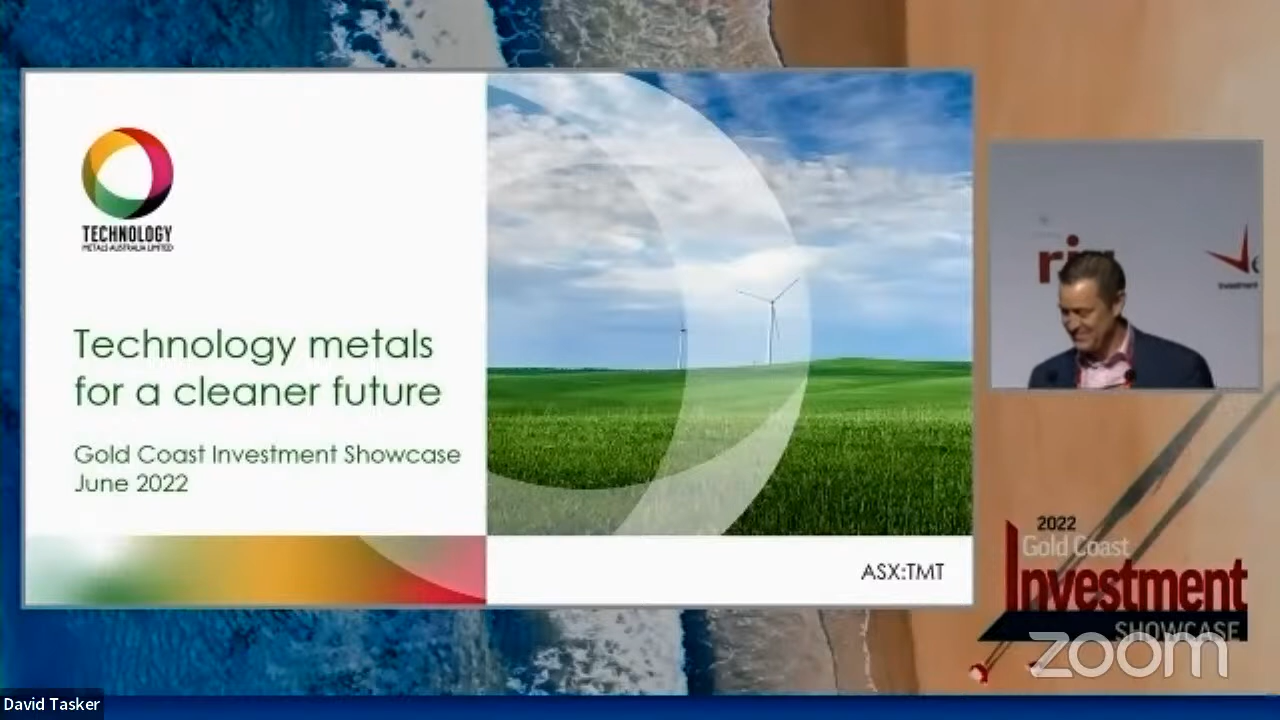 TECHNOLOGY
METALS AUSTRALIA LIMITED
Technology metals
for a cleaner future
Gold Coast Investment Showcase
June 2022
ASX:TMT
Investment
2022
Gold Coast
Investment
SHOWCASE
zoom
David Tasker